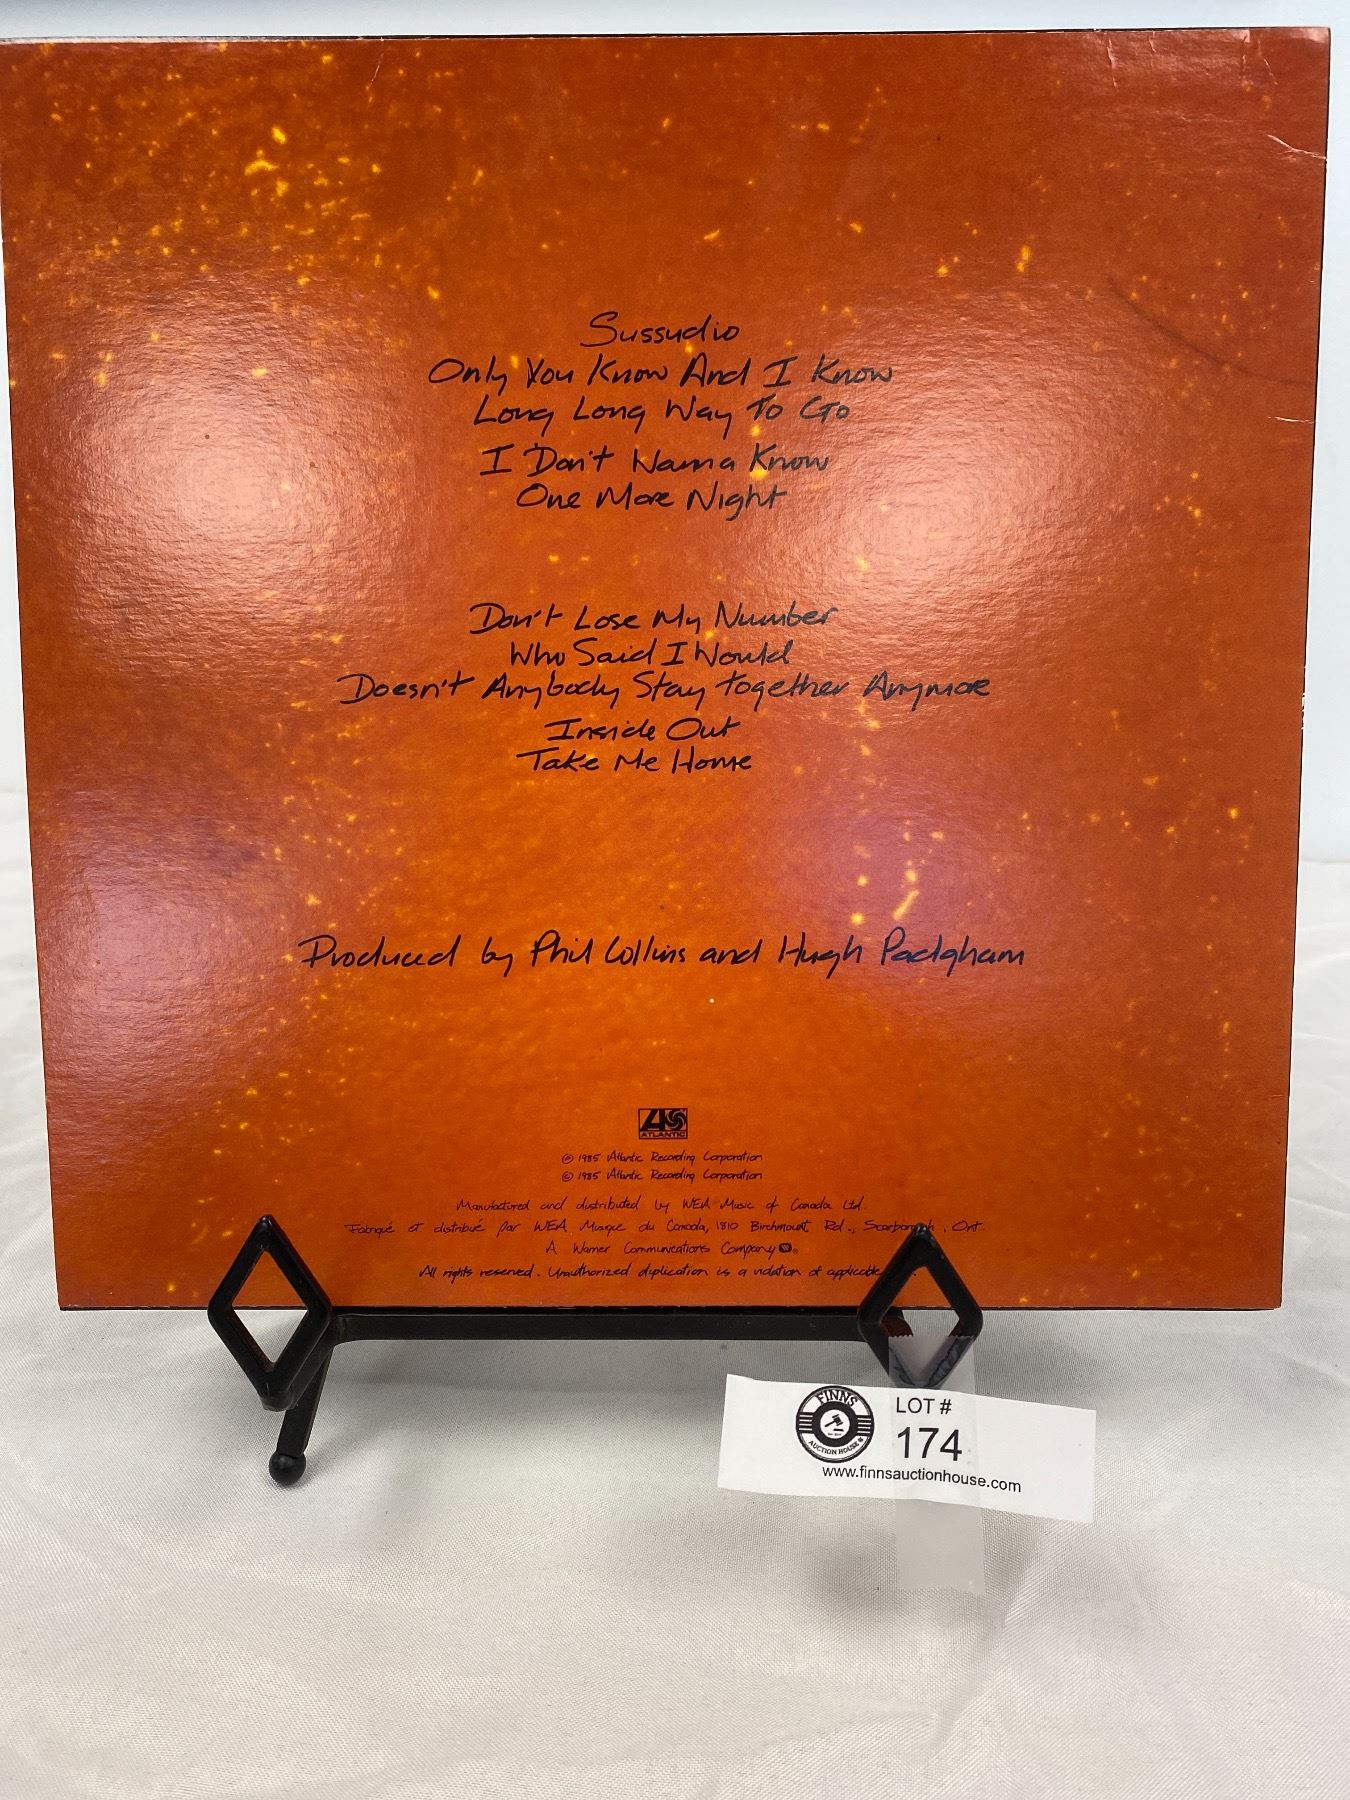 Sussudio
Only You Know And I Know
Long Long Way To Go
I Don't Wanna Know
One More Night
Don't Lose My Number
Who Said I Would
Doesn't Anybody Stay Together Anymore
Inside Out
Take Me Home
Produced by Phil Collins and Hugh Padgham
ATLANTIC
℗ 1985 Atlantic Recording Corporation
© 1985 Atlantic Recording Corporation
Manufactured and distributed by WEA Music of Canada Ltd.
Fabriqué et distribué par WEA Musique du Canada, 1810 Birchmount Rd., Scarborough, Ont.
A Warner Communications Company
All rights reserved. Unauthorized duplication is a violation of applicable
FINNS
AUCTION HOUSE
LOT #
174
www.finnsauctionhouse.com